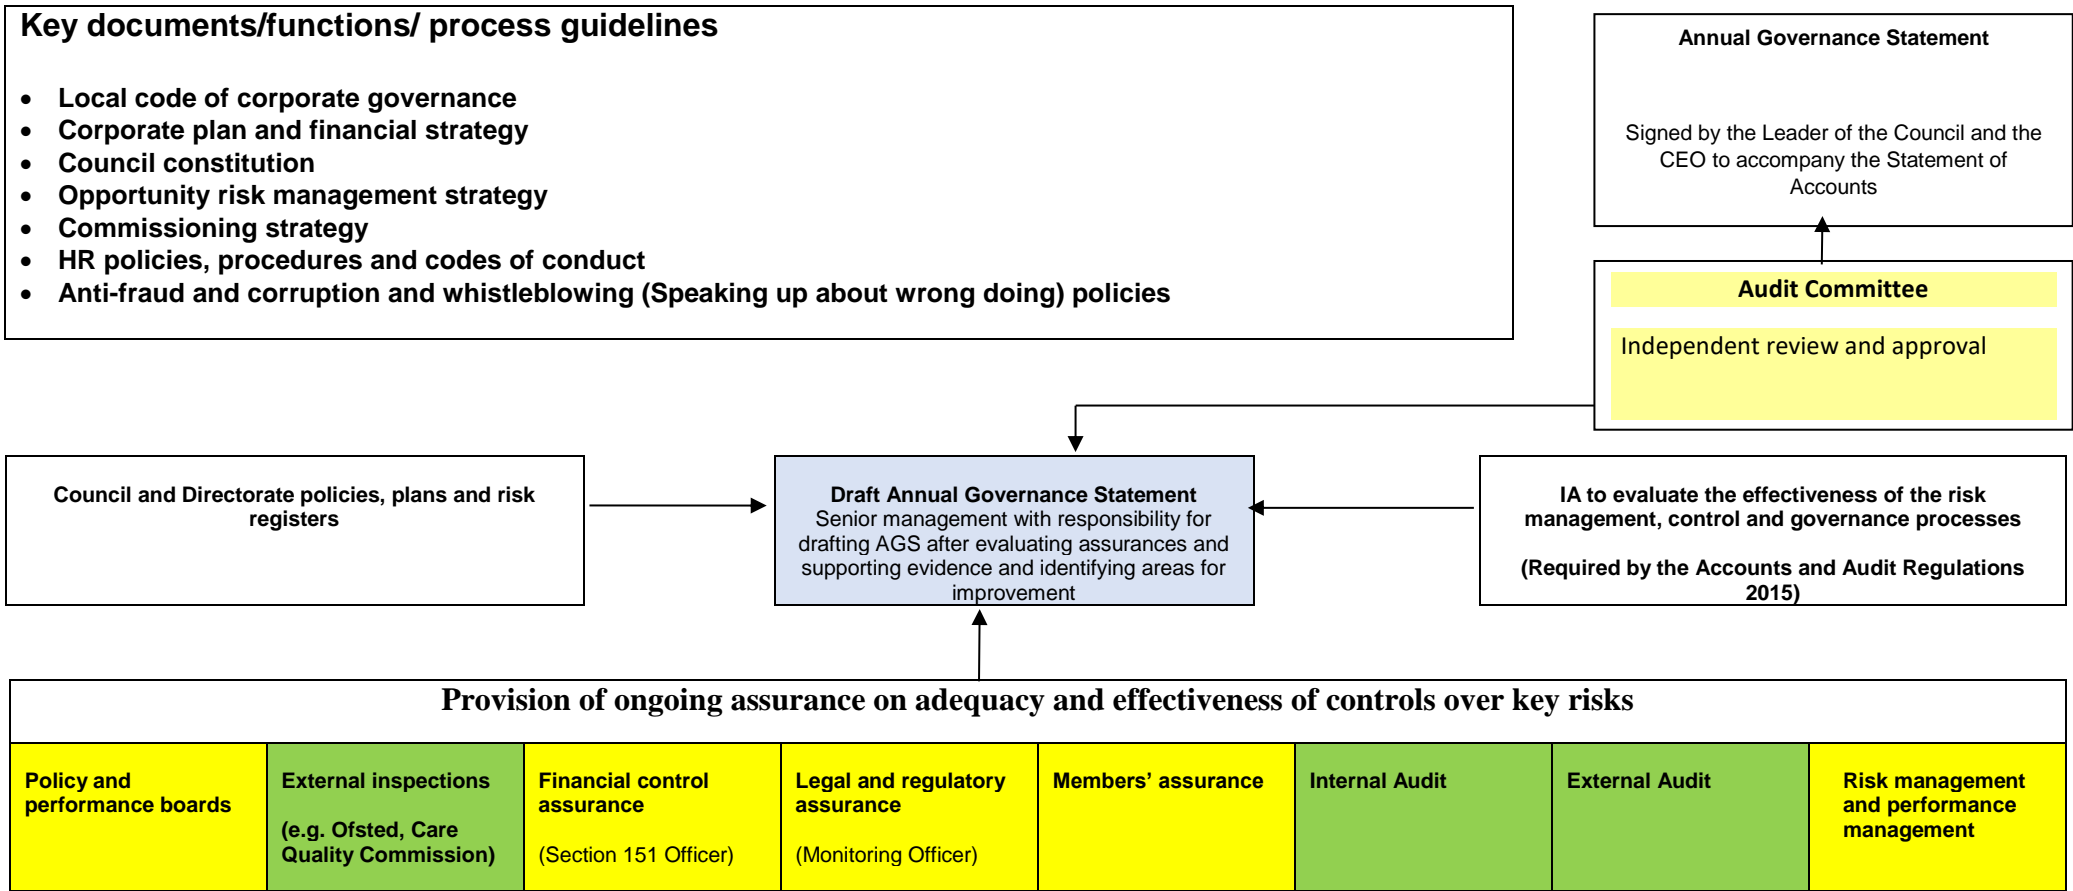 Key documents/functions/ process guidelines
• Local code of corporate governance
• Corporate plan and financial strategy
• Council constitution
• Opportunity risk management strategy
• Commissioning strategy
• HR policies, procedures and codes of conduct
• Anti-fraud and corruption and whistleblowing (Speaking up about wrong doing) policies
Annual Governance Statement
Signed by the Leader of the Council and the
CEO to accompany the Statement of
Accounts
Audit Committee
Independent review and approval
Council and Directorate policies, plans and risk
registers
Draft Annual Governance Statement
Senior management with responsibility for
drafting AGS after evaluating assurances and
supporting evidence and identifying areas for
improvement
IA to evaluate the effectiveness of the risk
management, control and governance processes
(Required by the Accounts and Audit Regulations
2015)
Provision of ongoing assurance on adequacy and effectiveness of controls over key risks
Policy and
performance boards
External inspections
(e.g. Ofsted, Care
Quality Commission)
Financial control
assurance
(Section 151 Officer)
Legal and regulatory
assurance
(Monitoring Officer)
Members’ assurance
Internal Audit
External Audit
Risk management
and performance
management